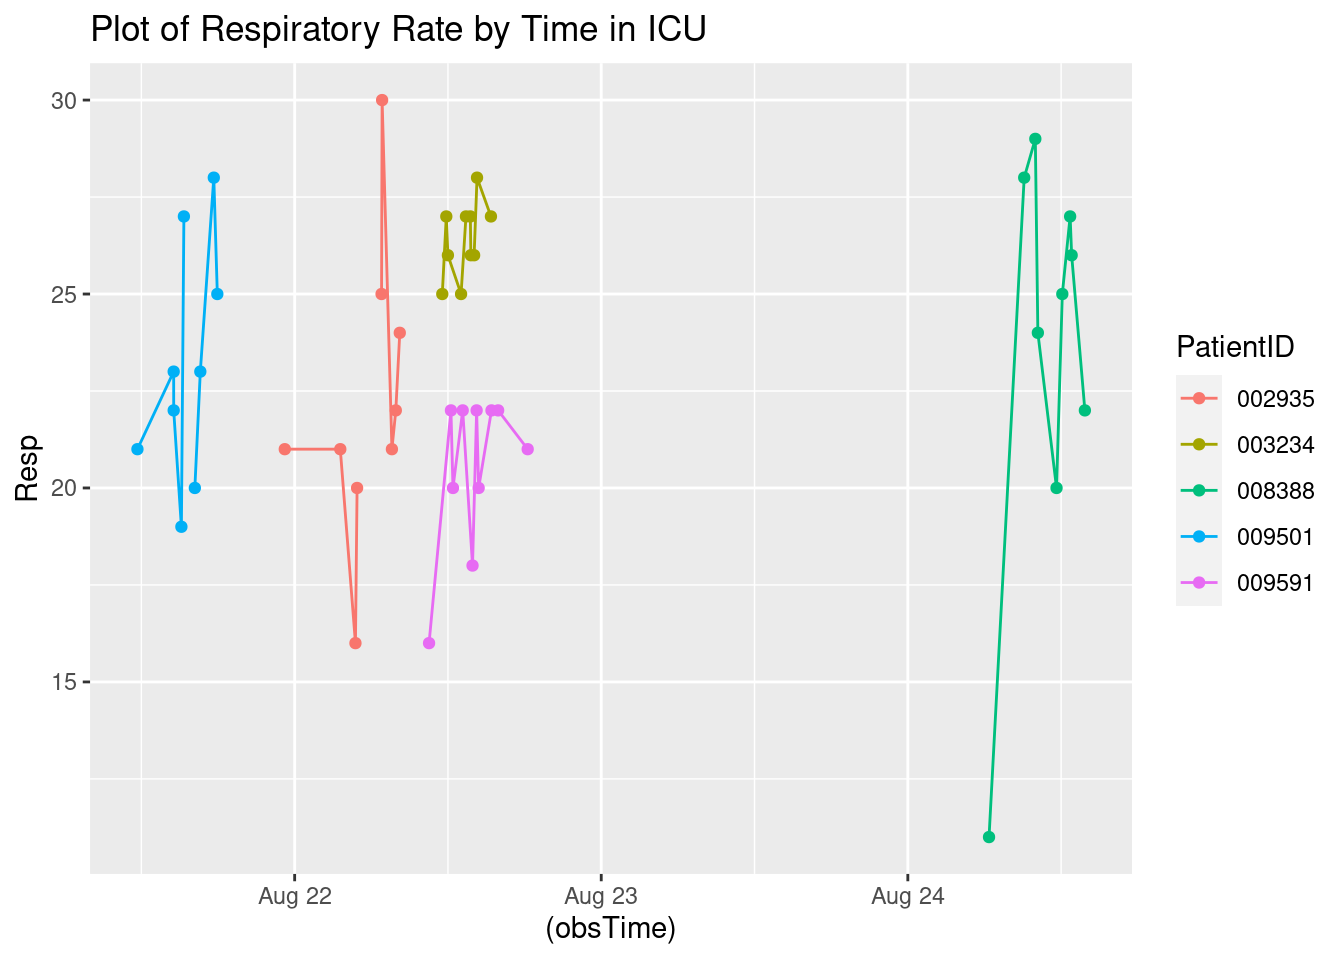 Plot of Respiratory Rate by Time in ICU
30
25
20
15
Resp
Aug 22
Aug 23
Aug 24
(obsTime)
PatientID
002935
003234
008388
009501
009591